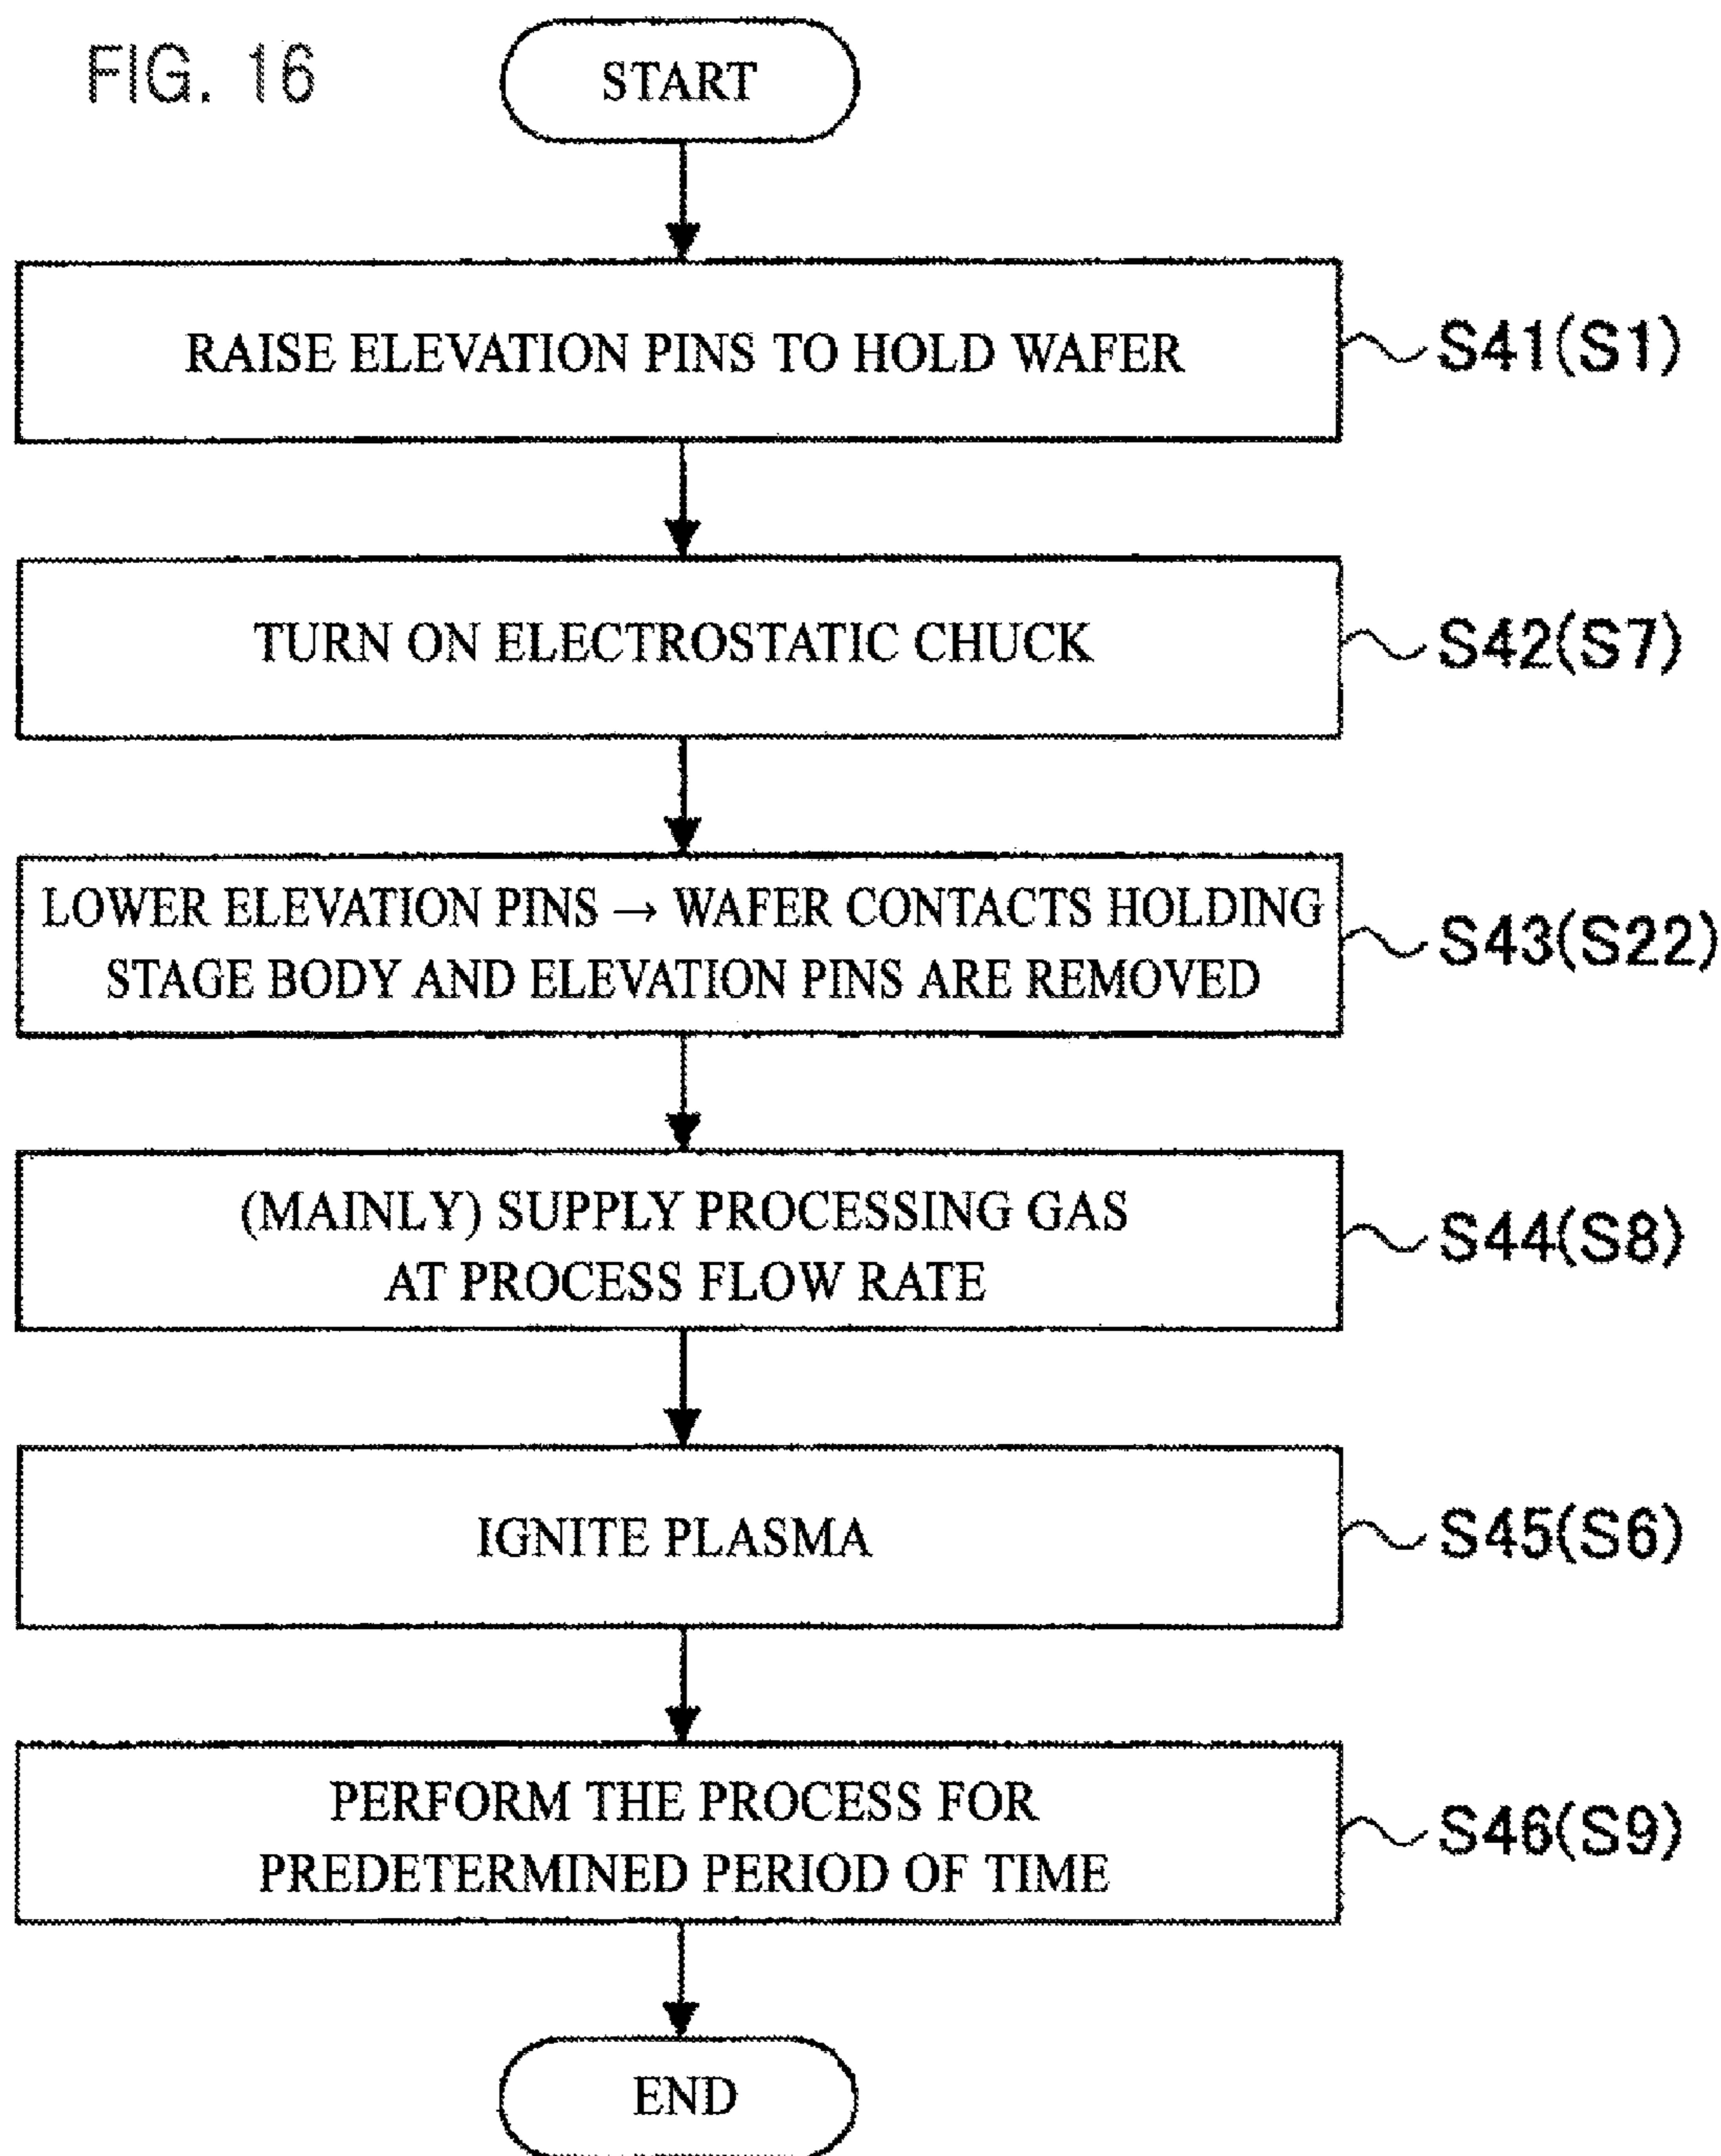 FIG. 16
START
RAISE ELEVATION PINS TO HOLD WAFER
S41(S1)
TURN ON ELECTROSTATIC CHUCK
S42(S7)
LOWER ELEVATION PINS → WAFER CONTACTS HOLDING
STAGE BODY AND ELEVATION PINS ARE REMOVED
S43(S22)
(MAINLY) SUPPLY PROCESSING GAS
AT PROCESS FLOW RATE
S44(S8)
IGNITE PLASMA
S45(S6)
PERFORM THE PROCESS FOR
PREDETERMINED PERIOD OF TIME
S46(S9)
END